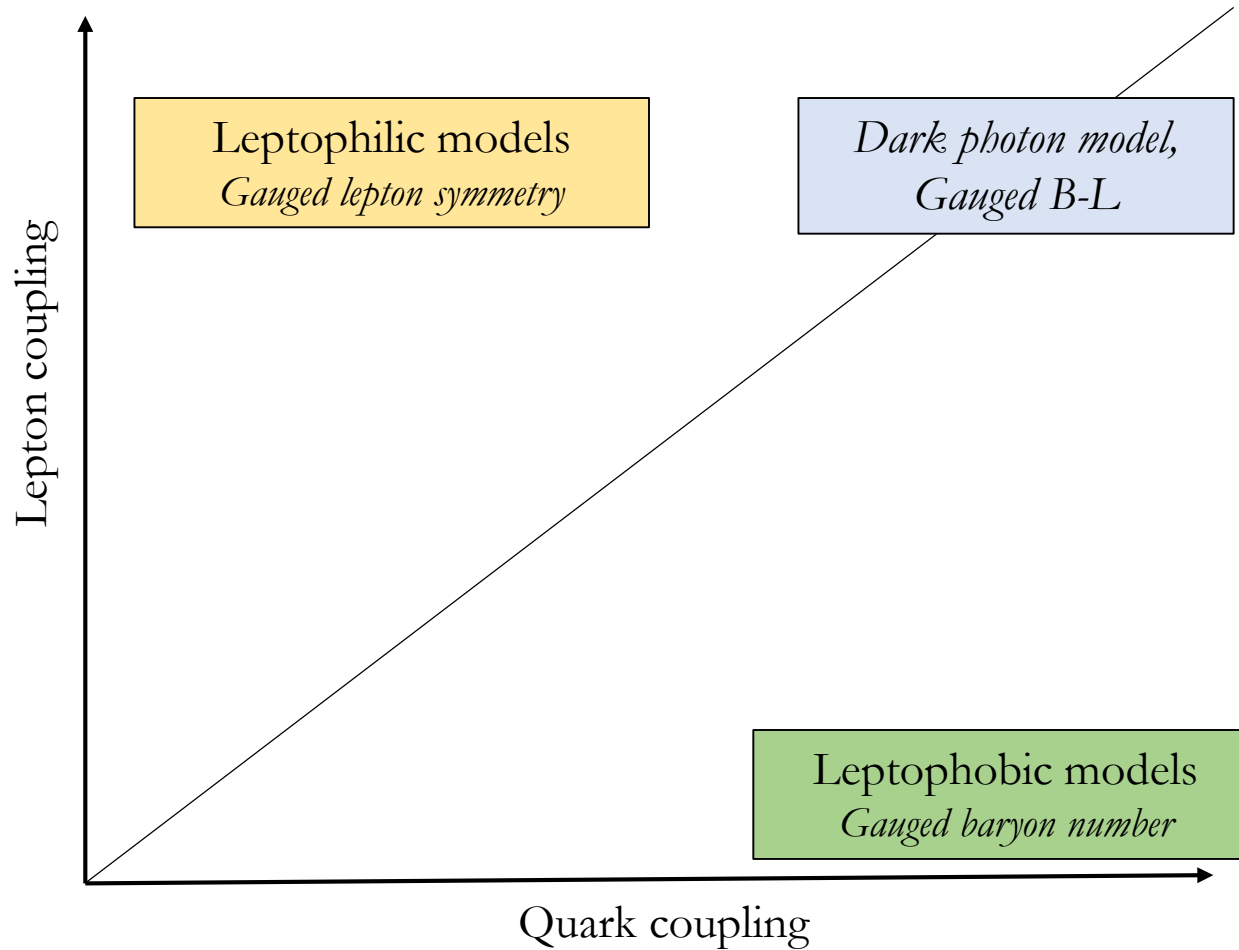 Leptophilic models
Gauged lepton symmetry
Dark photon model,
Gauged B-L
Lepton coupling
Leptophobic models
Gauged baryon number
Quark coupling